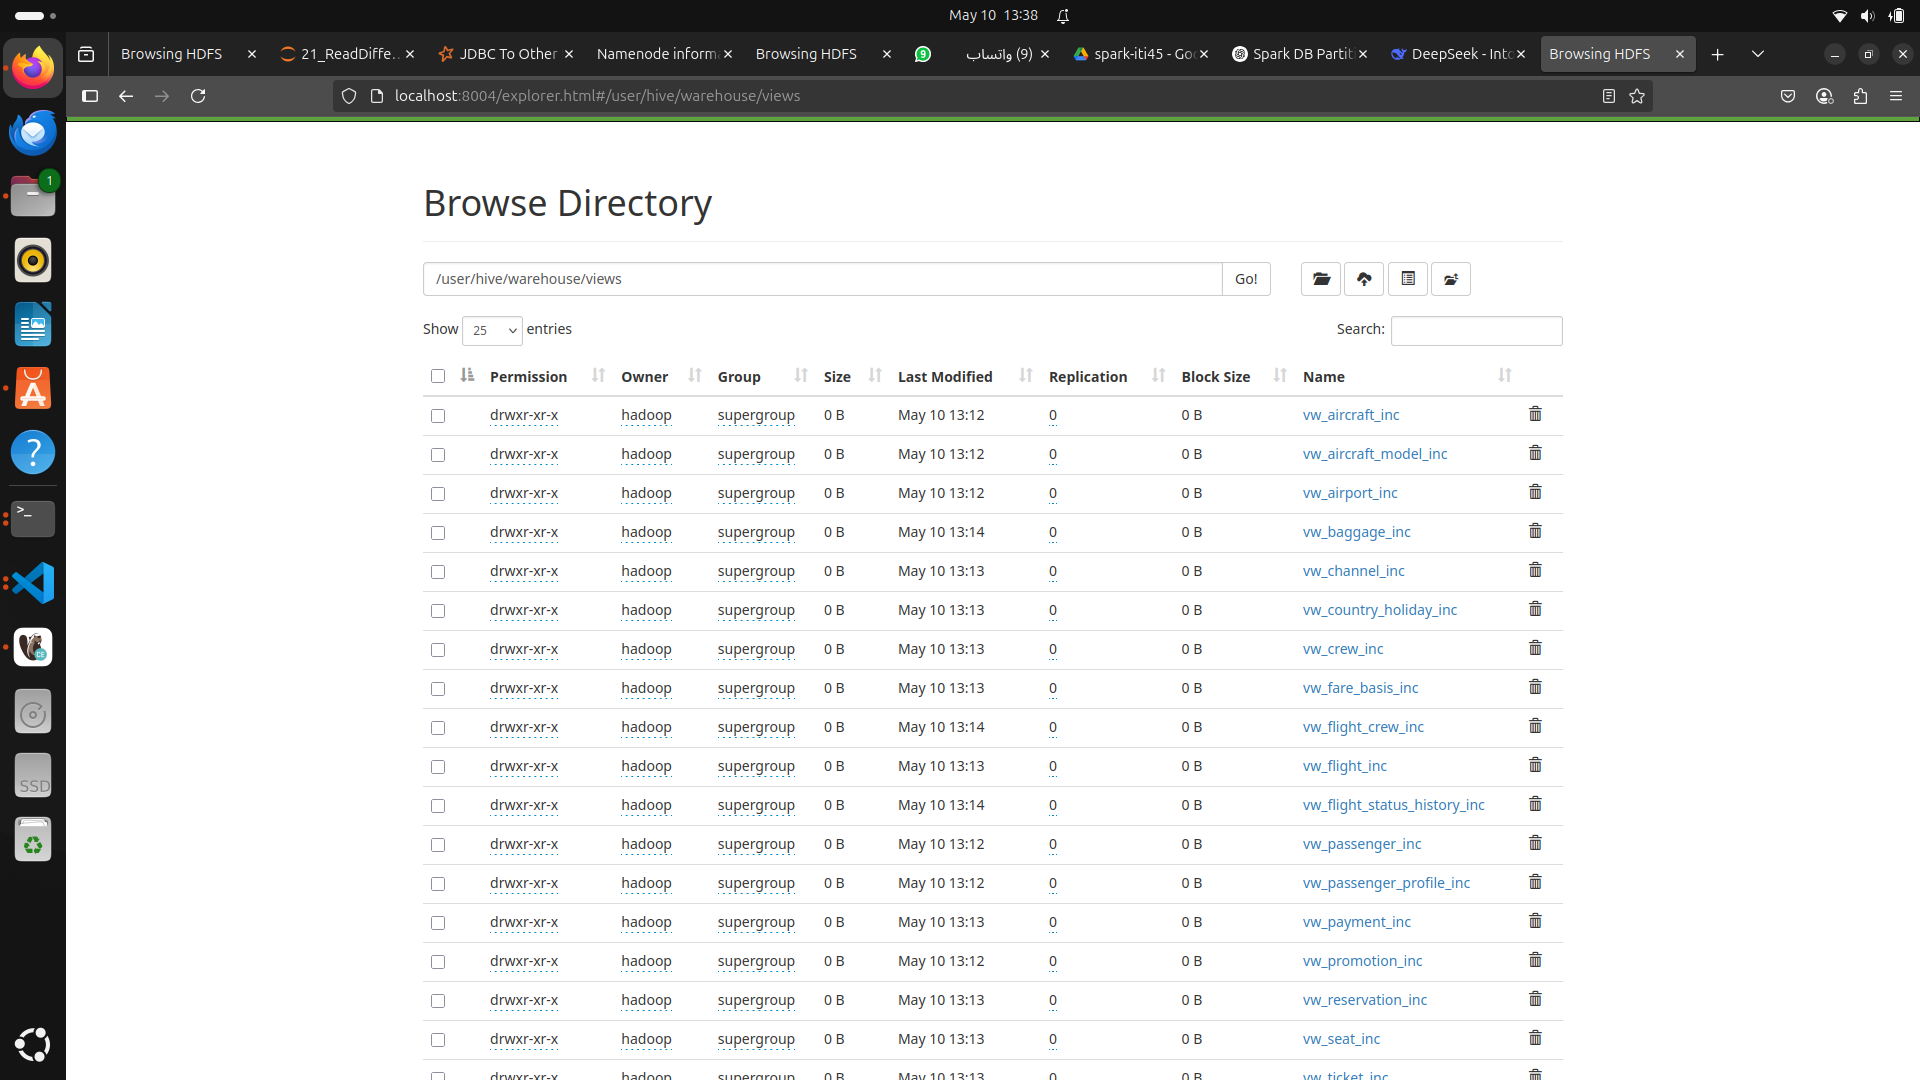 May 10 13:38
Browsing HDFS
21_ReadDiffe…
JDBC To Other
Namenode inform
Browsing HDFS
9
(9) واتساب
spark-iti45 - Goo
Spark DB Partiti
DeepSeek - Into
Browsing HDFS
localhost:8004/explorer.html#/user/hive/warehouse/views
1
Browse Directory
/user/hive/warehouse/views
Go!
Show 25 entries
Search:
Permission Owner Group Size Last Modified Replication Block Size Name
drwxr-xr-x hadoop supergroup 0 B May 10 13:12 0 0 B vw_aircraft_inc
drwxr-xr-x hadoop supergroup 0 B May 10 13:12 0 0 B vw_aircraft_model_inc
drwxr-xr-x hadoop supergroup 0 B May 10 13:12 0 0 B vw_airport_inc
drwxr-xr-x hadoop supergroup 0 B May 10 13:14 0 0 B vw_baggage_inc
drwxr-xr-x hadoop supergroup 0 B May 10 13:13 0 0 B vw_channel_inc
drwxr-xr-x hadoop supergroup 0 B May 10 13:13 0 0 B vw_country_holiday_inc
drwxr-xr-x hadoop supergroup 0 B May 10 13:13 0 0 B vw_crew_inc
drwxr-xr-x hadoop supergroup 0 B May 10 13:13 0 0 B vw_fare_basis_inc
drwxr-xr-x hadoop supergroup 0 B May 10 13:14 0 0 B vw_flight_crew_inc
drwxr-xr-x hadoop supergroup 0 B May 10 13:13 0 0 B vw_flight_inc
drwxr-xr-x hadoop supergroup 0 B May 10 13:14 0 0 B vw_flight_status_history_inc
drwxr-xr-x hadoop supergroup 0 B May 10 13:12 0 0 B vw_passenger_inc
drwxr-xr-x hadoop supergroup 0 B May 10 13:12 0 0 B vw_passenger_profile_inc
drwxr-xr-x hadoop supergroup 0 B May 10 13:13 0 0 B vw_payment_inc
drwxr-xr-x hadoop supergroup 0 B May 10 13:12 0 0 B vw_promotion_inc
drwxr-xr-x hadoop supergroup 0 B May 10 13:13 0 0 B vw_reservation_inc
drwxr-xr-x hadoop supergroup 0 B May 10 13:13 0 0 B vw_seat_inc
drwxr-xr-x hadoop supergroup 0 B May 10 13:13 0 0 B vw_ticket_inc
SSD